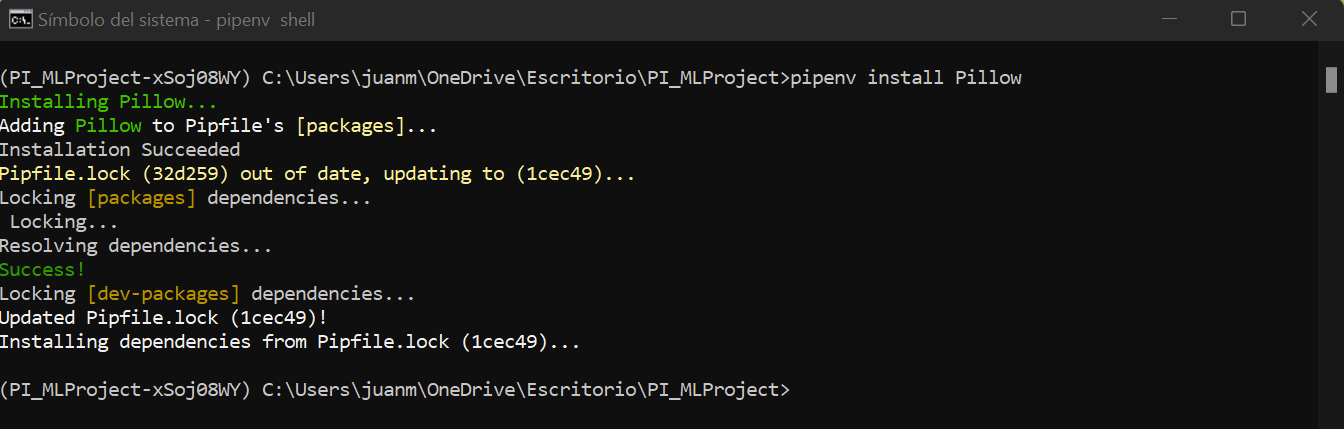 Símbolo del sistema - pipenv  shell
(PI_MLProject-xSoj08WY) C:\Users\juanm\OneDrive\Escritorio\PI_MLProject>pipenv install Pillow
Installing Pillow...
Adding Pillow to Pipfile's [packages]...
Installation Succeeded
Pipfile.lock (32d259) out of date, updating to (1cec49)...
Locking [packages] dependencies...
 Locking...
Resolving dependencies...
Success!
Locking [dev-packages] dependencies...
Updated Pipfile.lock (1cec49)!
Installing dependencies from Pipfile.lock (1cec49)...
(PI_MLProject-xSoj08WY) C:\Users\juanm\OneDrive\Escritorio\PI_MLProject>